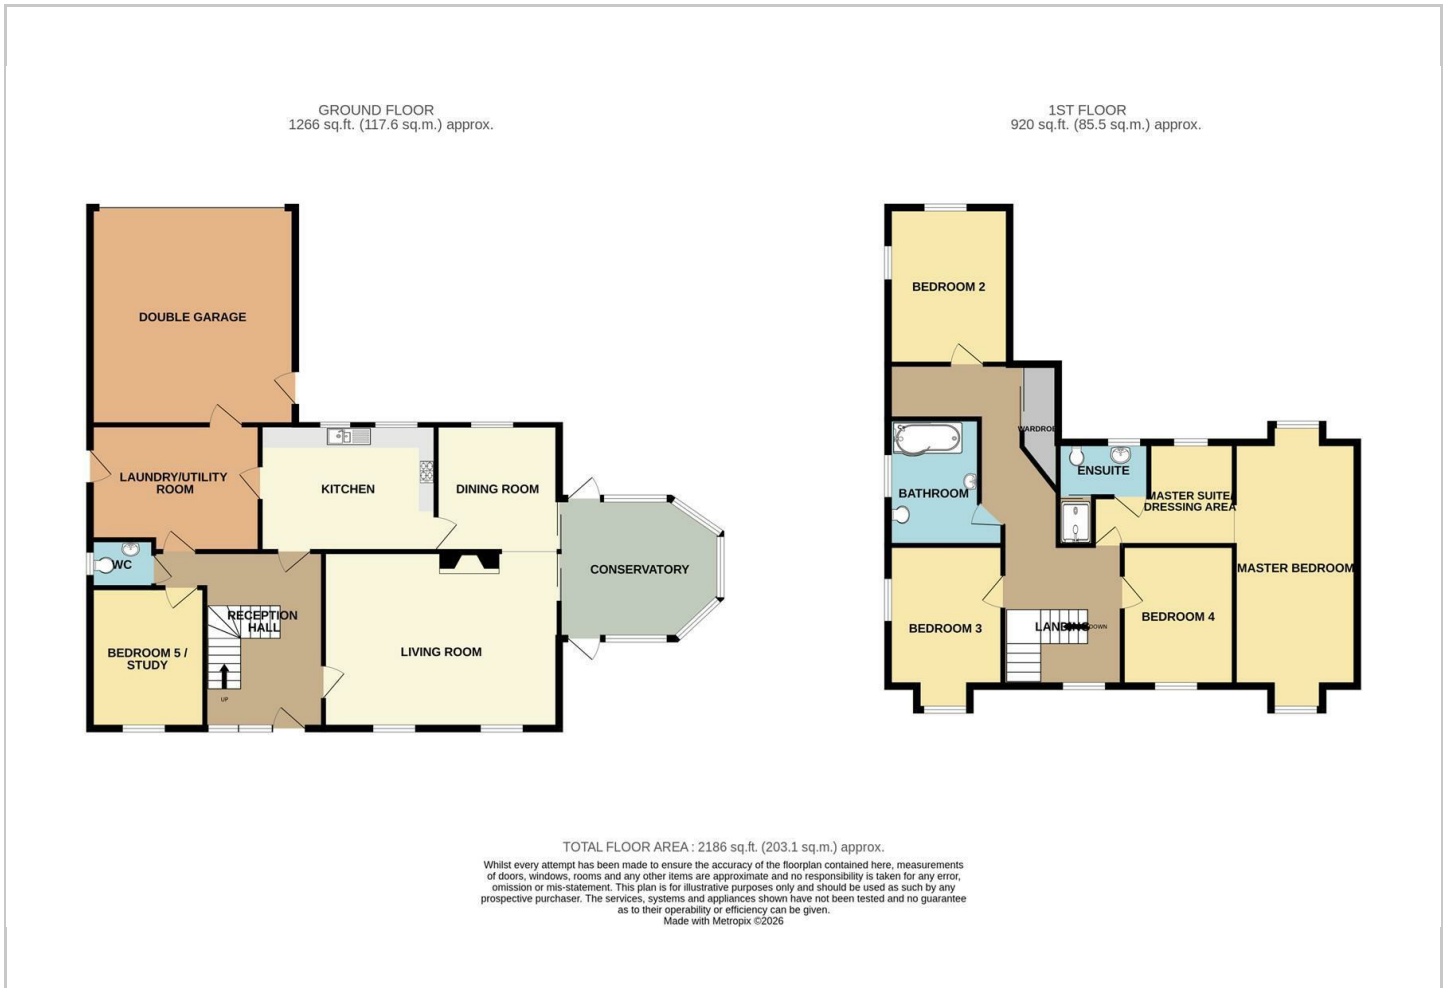 GROUND FLOOR
1266 sq.ft. (117.6 sq.m.) approx.
1ST FLOOR
920 sq.ft. (85.5 sq.m.) approx.
DOUBLE GARAGE
LAUNDRY/UTILITY
ROOM
KITCHEN
DINING ROOM
WC
CONSERVATORY
RECEPTION
HALL
BEDROOM 5 /
STUDY
LIVING ROOM
UP
BEDROOM 2
WARDROBE
ENSUITE
BATHROOM
MASTER SUITE/
DRESSING AREA
MASTER BEDROOM
BEDROOM 3
LANDING
DOWN
BEDROOM 4
TOTAL FLOOR AREA : 2186 sq.ft. (203.1 sq.m.) approx.
Whilst every attempt has been made to ensure the accuracy of the floorplan contained here, measurements
of doors, windows, rooms and any other items are approximate and no responsibility is taken for any error,
omission or mis-statement. This plan is for illustrative purposes only and should be used as such by any
prospective purchaser. The services, systems and appliances shown have not been tested and no guarantee
as to their operability or efficiency can be given.
Made with Metropix ©2026